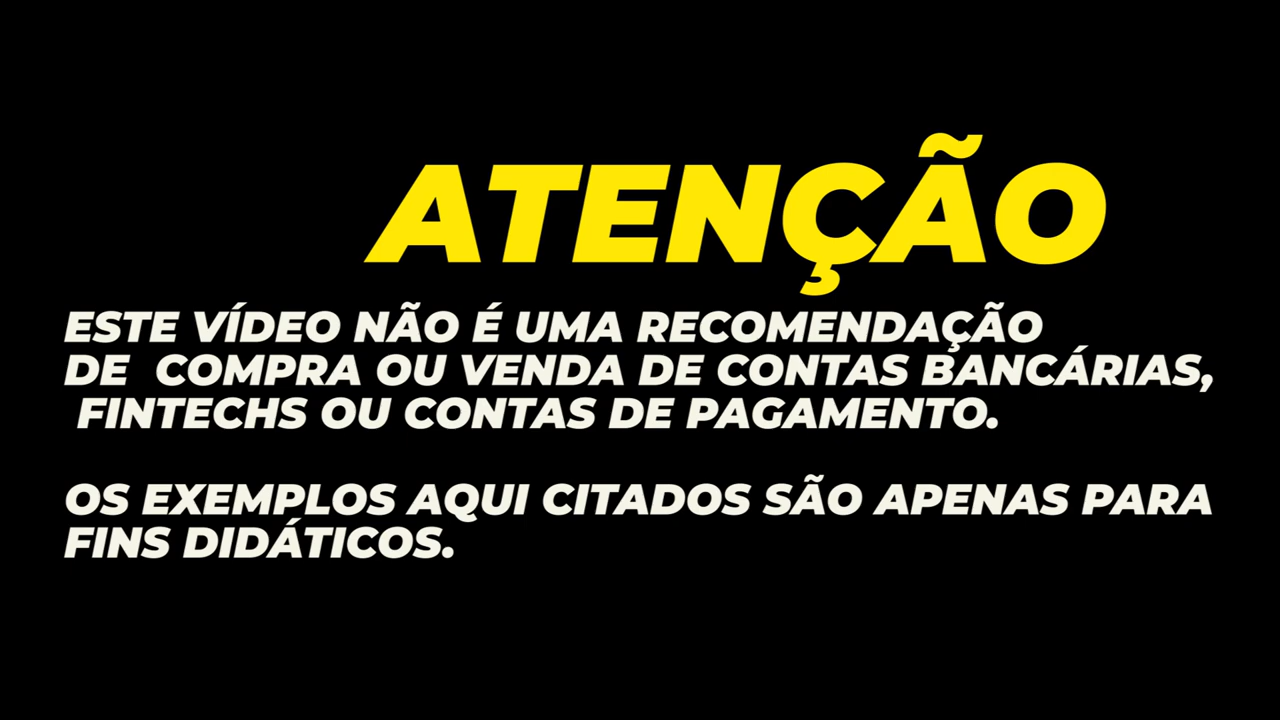 ATENÇÃO
ESTE VÍDEO NÃO É UMA RECOMENDAÇÃO
DE COMPRA OU VENDA DE CONTAS BANCÁRIAS,
FINTECHS OU CONTAS DE PAGAMENTO.
OS EXEMPLOS AQUI CITADOS SÃO APENAS PARA
FINS DIDÁTICOS.